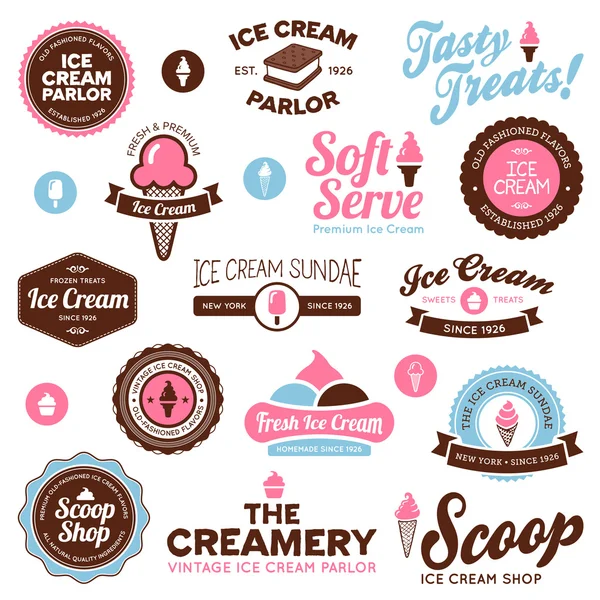 OLD FASHIONED FLAVORS
ICE
CREAM
PARLOR
ESTABLISHED 1926
ICE CREAM
EST. 1926
PARLOR
Tasty
Treats!
FRESH & PREMIUM
Ice Cream
Soft
Serve
Premium Ice Cream
OLD FASHIONED FLAVORS
ICE
CREAM
ESTABLISHED 1926
FROZEN TREATS
Ice Cream
SINCE 1926
ICE CREAM SUNDAE
NEW YORK SINCE 1926
Ice Cream
SWEETS & TREATS
SINCE 1926
VINTAGE ICE CREAM SHOP
OLD-FASHIONED FLAVORS
Fresh Ice Cream
HOMEMADE SINCE 1926
THE ICE CREAM SUNDAE
NEW YORK • SINCE 1926
PREMIUM OLD-FASHIONED ICE CREAM FLAVORS
Scoop
Shop
ALL NATURAL QUALITY INGREDIENTS
THE
CREAMERY
VINTAGE ICE CREAM PARLOR
Scoop
ICE CREAM SHOP